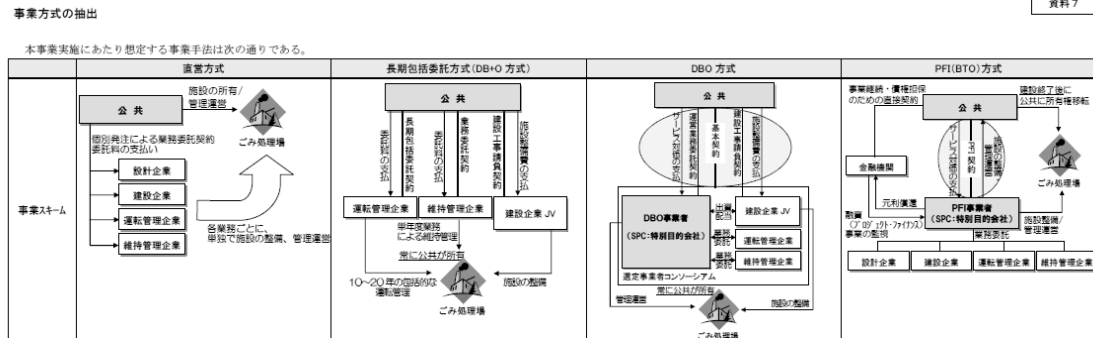 資料７
事業方式の抽出
本事業実施にあたり想定する事業手法は次の通りである。
直営方式
長期包括委託方式(DB+O 方式)
DBO 方式
PFI(BTO)方式
事業スキーム
公 共
施設の所有/
管理運営
ごみ処理場
個別発注による業務委託契約
委託料の支払い
設計企業
建設企業
運転管理企業
維持管理企業
各業務ごとに、
単独で施設の整備、管理運営
公 共
委託料の支払
長期包括委託契約
委託料の支払
業務委託契約
建設工事請負契約
施設整備費の支払
運転管理企業
維持管理企業
建設企業 JV
単年度業務
による維持管理
常に公共が所有
10～20年の包括的な
運転管理
施設の整備
ごみ処理場
公 共
サービス対価の支払
運営業務委託契約
基本契約
建設工事請負契約
施設整備費の支払
DBO事業者
(SPC:特別目的会社)
出資
配当
建設企業 JV
業務
委託
運転管理企業
業務
委託
維持管理企業
選定事業者コンソーシアム
常に公共が所有
管理運営
施設の整備
ごみ処理場
事業継続・債権担保
のための直接契約
公 共
建設終了後に
公共に所有権移転
サービス対価の支払
PFI 契約
施設の整備・
管理運営
ごみ処理場
金融機関
元利償還
PFI事業者
(SPC:特別目的会社)
融資
(プロジェクト・ファイナンス)
事業の監視
施設整備/
管理運営
業務委託
設計企業
建設企業
運転管理企業
維持管理企業